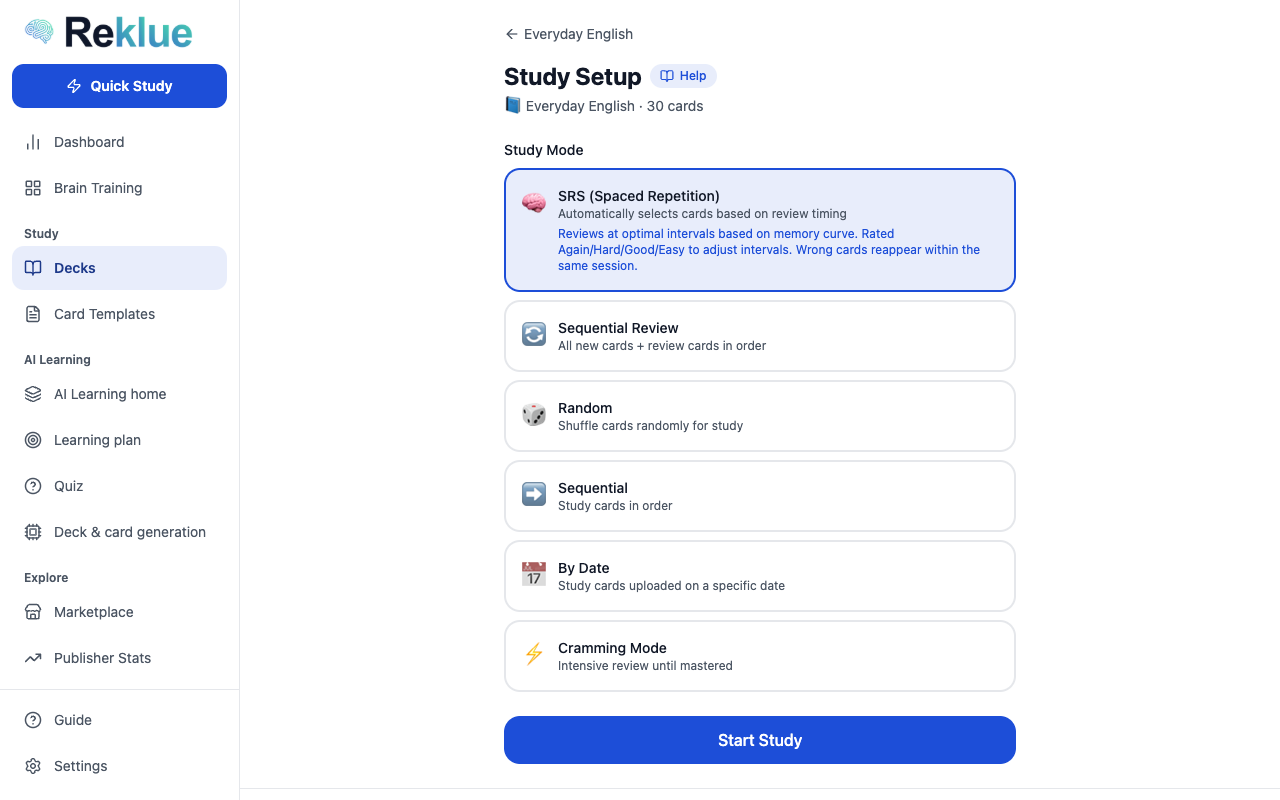 Reklue
Quick Study
Dashboard
Brain Training
Study
Decks
Card Templates
AI Learning
AI Learning home
Learning plan
Quiz
Deck & card generation
Explore
Marketplace
Publisher Stats
Guide
Settings
← Everyday English
Study Setup
Help
Everyday English · 30 cards
Study Mode
SRS (Spaced Repetition)
Automatically selects cards based on review timing
Reviews at optimal intervals based on memory curve. Rated
Again/Hard/Good/Easy to adjust intervals. Wrong cards reappear within the
same session.
Sequential Review
All new cards + review cards in order
Random
Shuffle cards randomly for study
Sequential
Study cards in order
17
By Date
Study cards uploaded on a specific date
Cramming Mode
Intensive review until mastered
Start Study